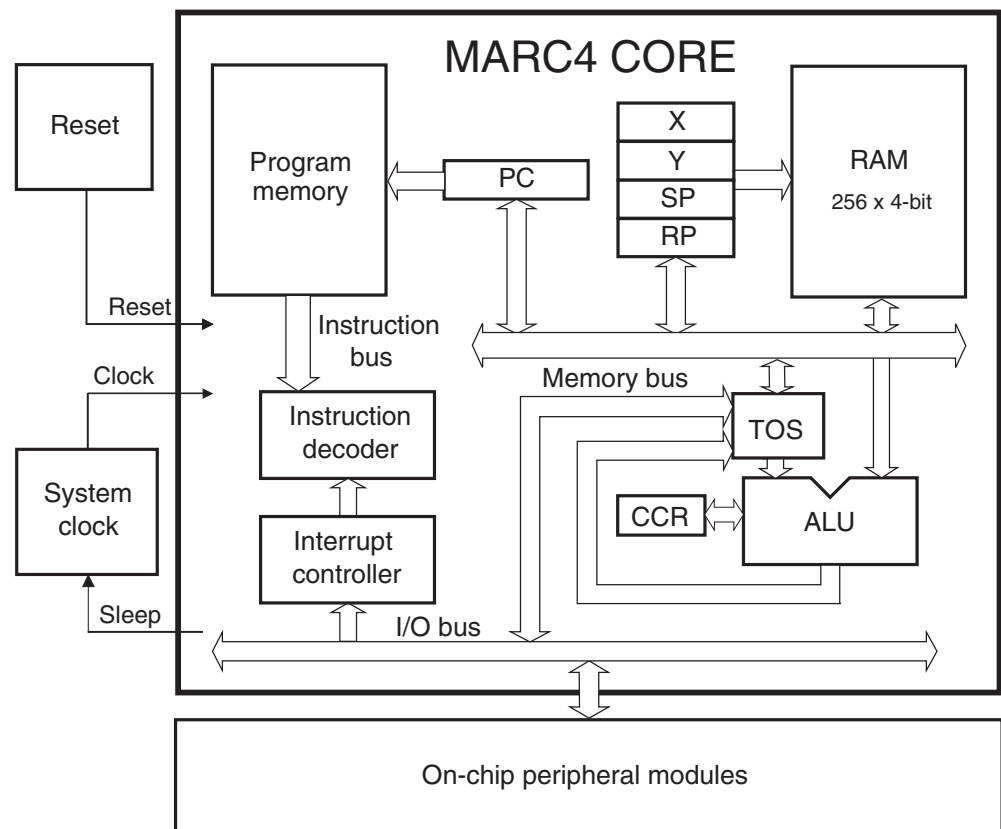 MARC4 CORE
Reset
Program
memory
PC
X
Y
SP
RP
RAM
256 x 4-bit
Reset
Instruction
bus
Clock
Memory bus
Instruction
decoder
TOS
System
clock
CCR
ALU
Interrupt
controller
Sleep
I/O bus
On-chip peripheral modules